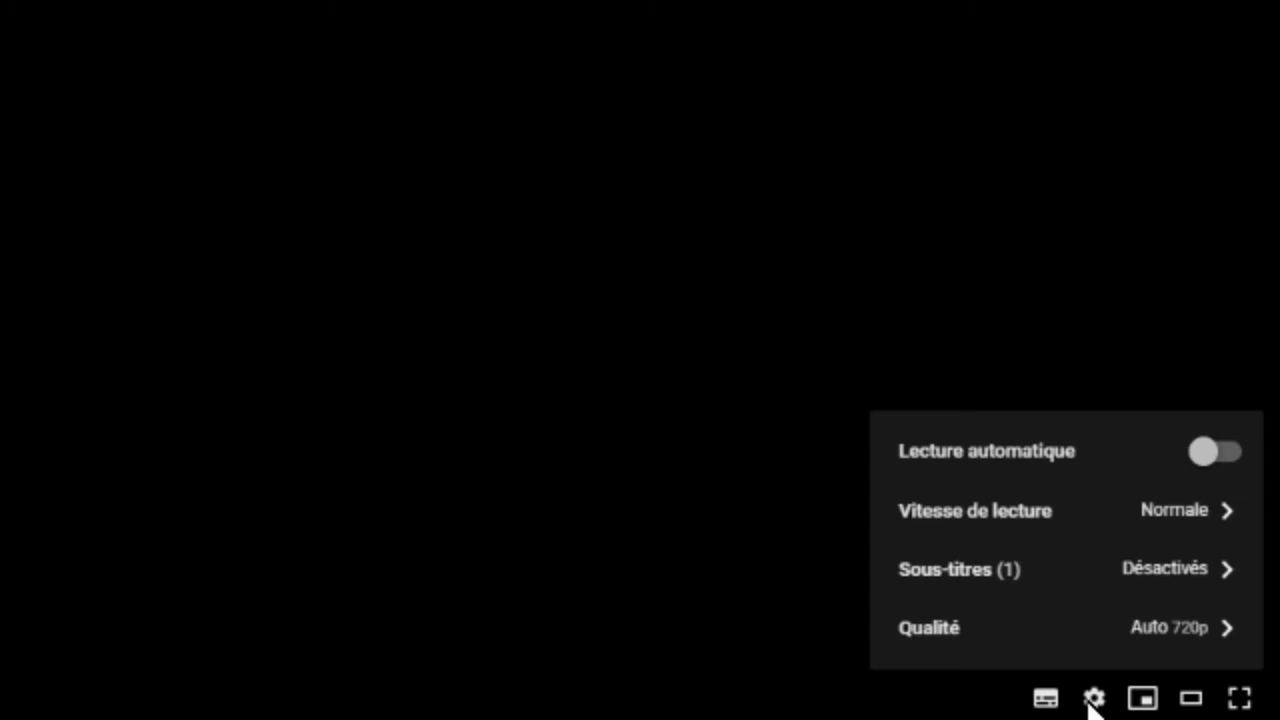 Lecture automatique
Vitesse de lecture Normale
Sous-titres (1) Désactivés
Qualité Auto 720p